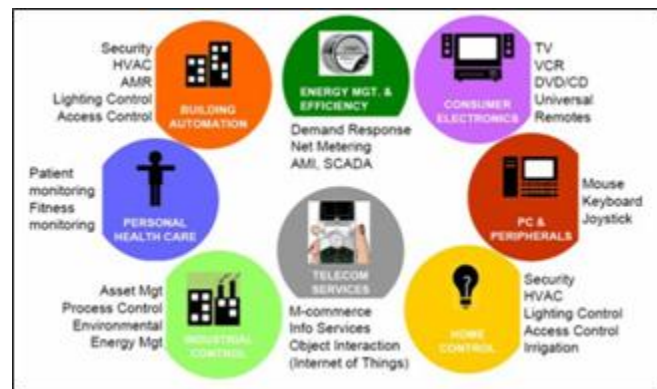 Security
HVAC
AMR
Lighting Control
Access Control
BUILDING
AUTOMATION
ENERGY MGT. &
EFFICIENCY
Demand Response
Net Metering
AMI, SCADA
CONSUMER
ELECTRONICS
TV
VCR
DVD/CD
Universal
Remotes
Patient
monitoring
Fitness
monitoring
PERSONAL
HEALTH CARE
TELECOM
SERVICES
M-commerce
Info Services
Object Interaction
(Internet of Things)
PC &
PERIPHERALS
Mouse
Keyboard
Joystick
Asset Mgt
Process Control
Environmental
Energy Mgt
INDUSTRIAL
CONTROL
HOME
CONTROL
Security
HVAC
Lighting Control
Access Control
Irrigation